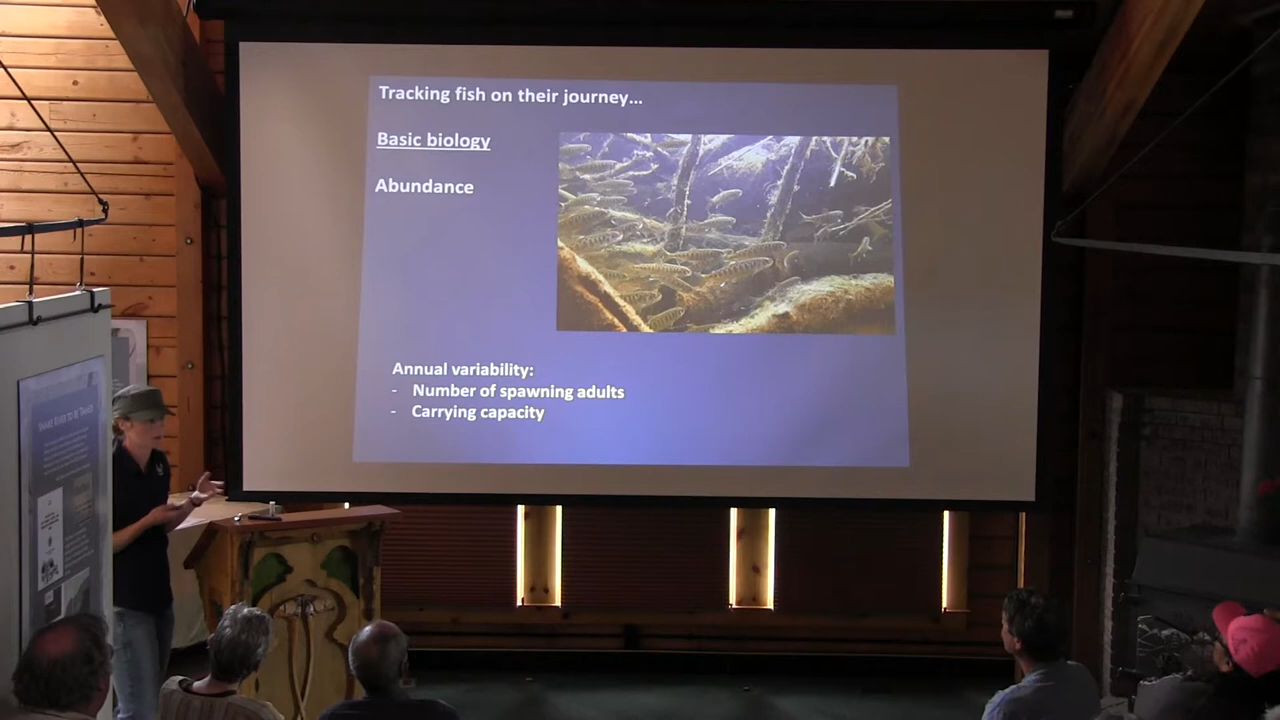 Tracking fish on their journey...
Basic biology
Abundance
Annual variability:
- Number of spawning adults
- Carrying capacity